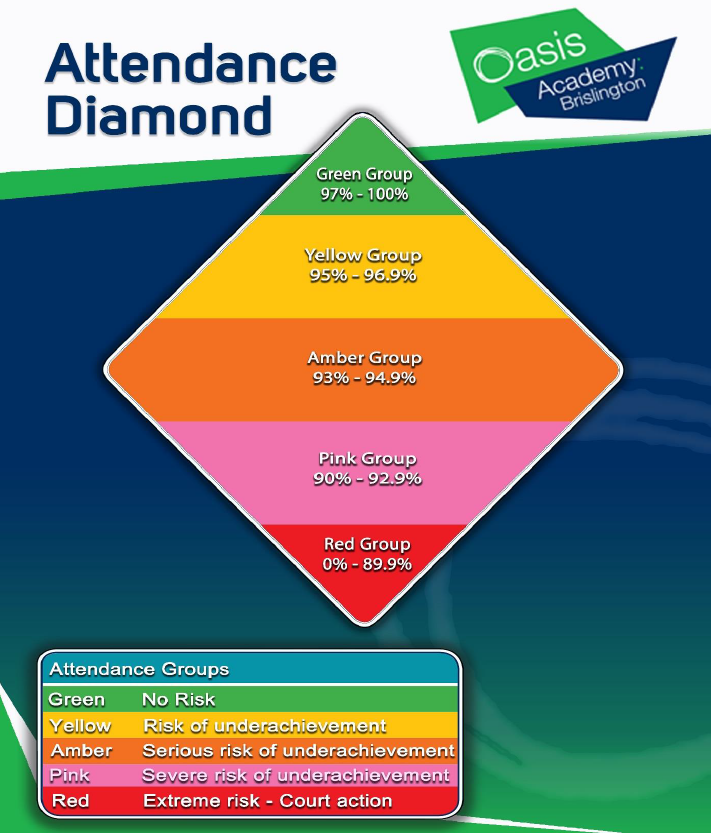 Attendance
Diamond
Oasis
Academy:
Brislington
Green Group
97% - 100%
Yellow Group
95% - 96.9%
Amber Group
93% - 94.9%
Pink Group
90% - 92.9%
Red Group
0% - 89.9%
Attendance Groups
Green No Risk
Yellow Risk of underachievement
Amber Serious risk of underachievement
Pink Severe risk of underachievement
Red Extreme risk - Court action